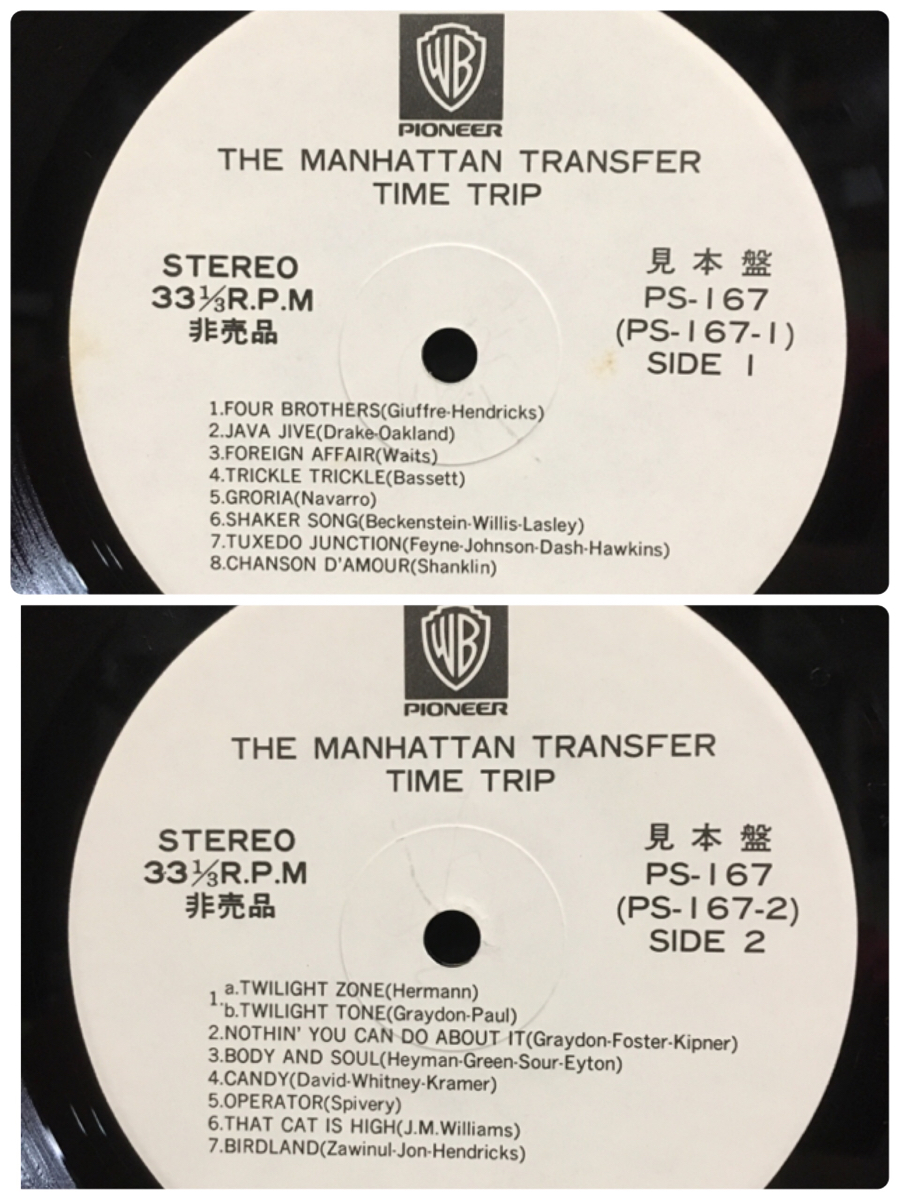 WB
PIONEER
THE MANHATTAN TRANSFER
TIME TRIP
STEREO
33 1/3 R.P.M
非売品
見本盤
PS-167
(PS-167-1)
SIDE 1
1.FOUR BROTHERS(Giuffre-Hendricks)
2.JAVA JIVE(Drake-Oakland)
3.FOREIGN AFFAIR(Waits)
4.TRICKLE TRICKLE(Bassett)
5.GRORIA(Navarro)
6.SHAKER SONG(Beckenstein-Willis-Lasley)
7.TUXEDO JUNCTION(Feyne-Johnson-Dash-Hawkins)
8.CHANSON D'AMOUR(Shanklin)
WB
PIONEER
THE MANHATTAN TRANSFER
TIME TRIP
STEREO
33 1/3 R.P.M
非売品
見本盤
PS-167
(PS-167-2)
SIDE 2
1. a.TWILIGHT ZONE(Hermann)
b.TWILIGHT TONE(Graydon-Paul)
2.NOTHIN' YOU CAN DO ABOUT IT(Graydon-Foster-Kipner)
3.BODY AND SOUL(Heyman-Green-Sour-Eyton)
4.CANDY(David-Whitney-Kramer)
5.OPERATOR(Spivery)
6.THAT CAT IS HIGH(J.M.Williams)
7.BIRDLAND(Zawinul-Jon-Hendricks)